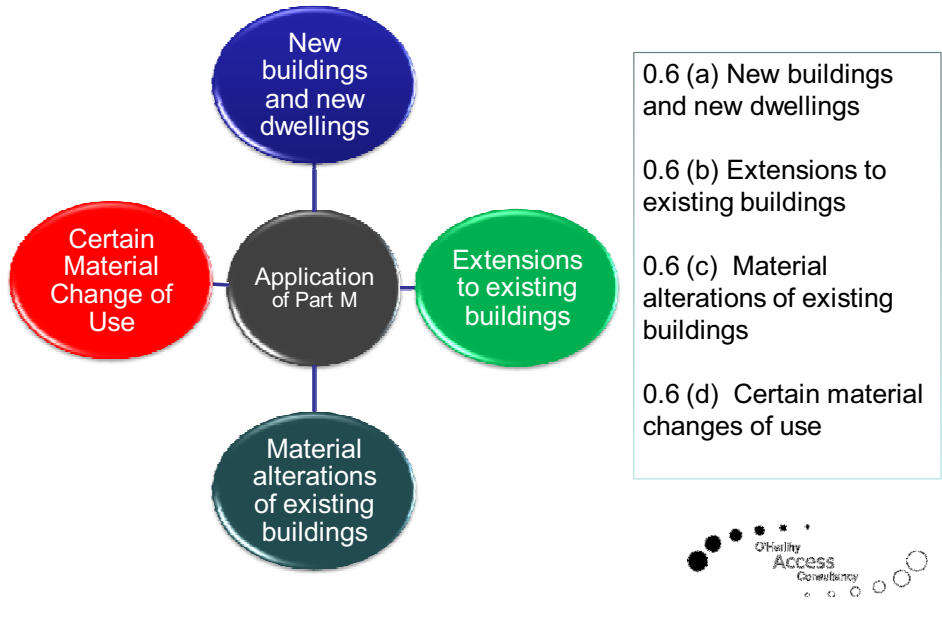 New
buildings
and new
dwellings
Certain
Material
Change of
Use
Application
of Part M
Extensions
to existing
buildings
Material
alterations
of existing
buildings
0.6 (a) New buildings
and new dwellings
0.6 (b) Extensions to
existing buildings
0.6 (c) Material
alterations of existing
buildings
0.6 (d) Certain material
changes of use
O'Herlihy
Access
Consultancy